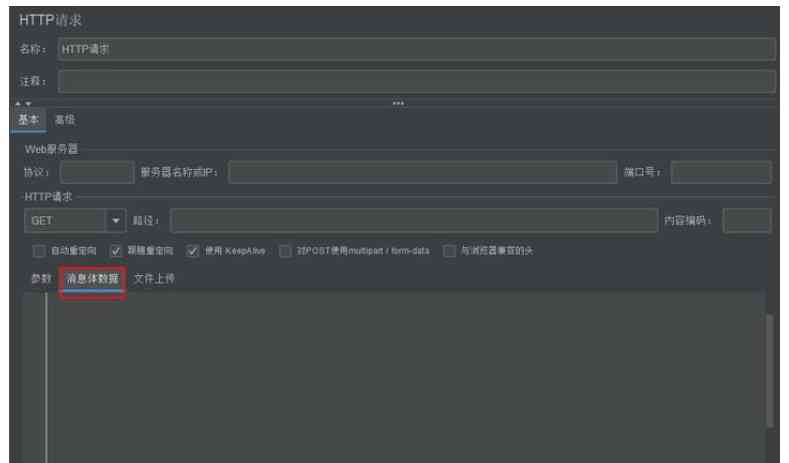 HTTP请求
名称： HTTP请求
注释：
基本 高级
Web服务器
协议： 服务器名称或IP： 端口号：
HTTP请求
GET 路径： 内容编码：
自动重定向 跟随重定向 使用 KeepAlive 对POST使用multipart / form-data 与浏览器兼容的头
参数 消息体数据 文件上传